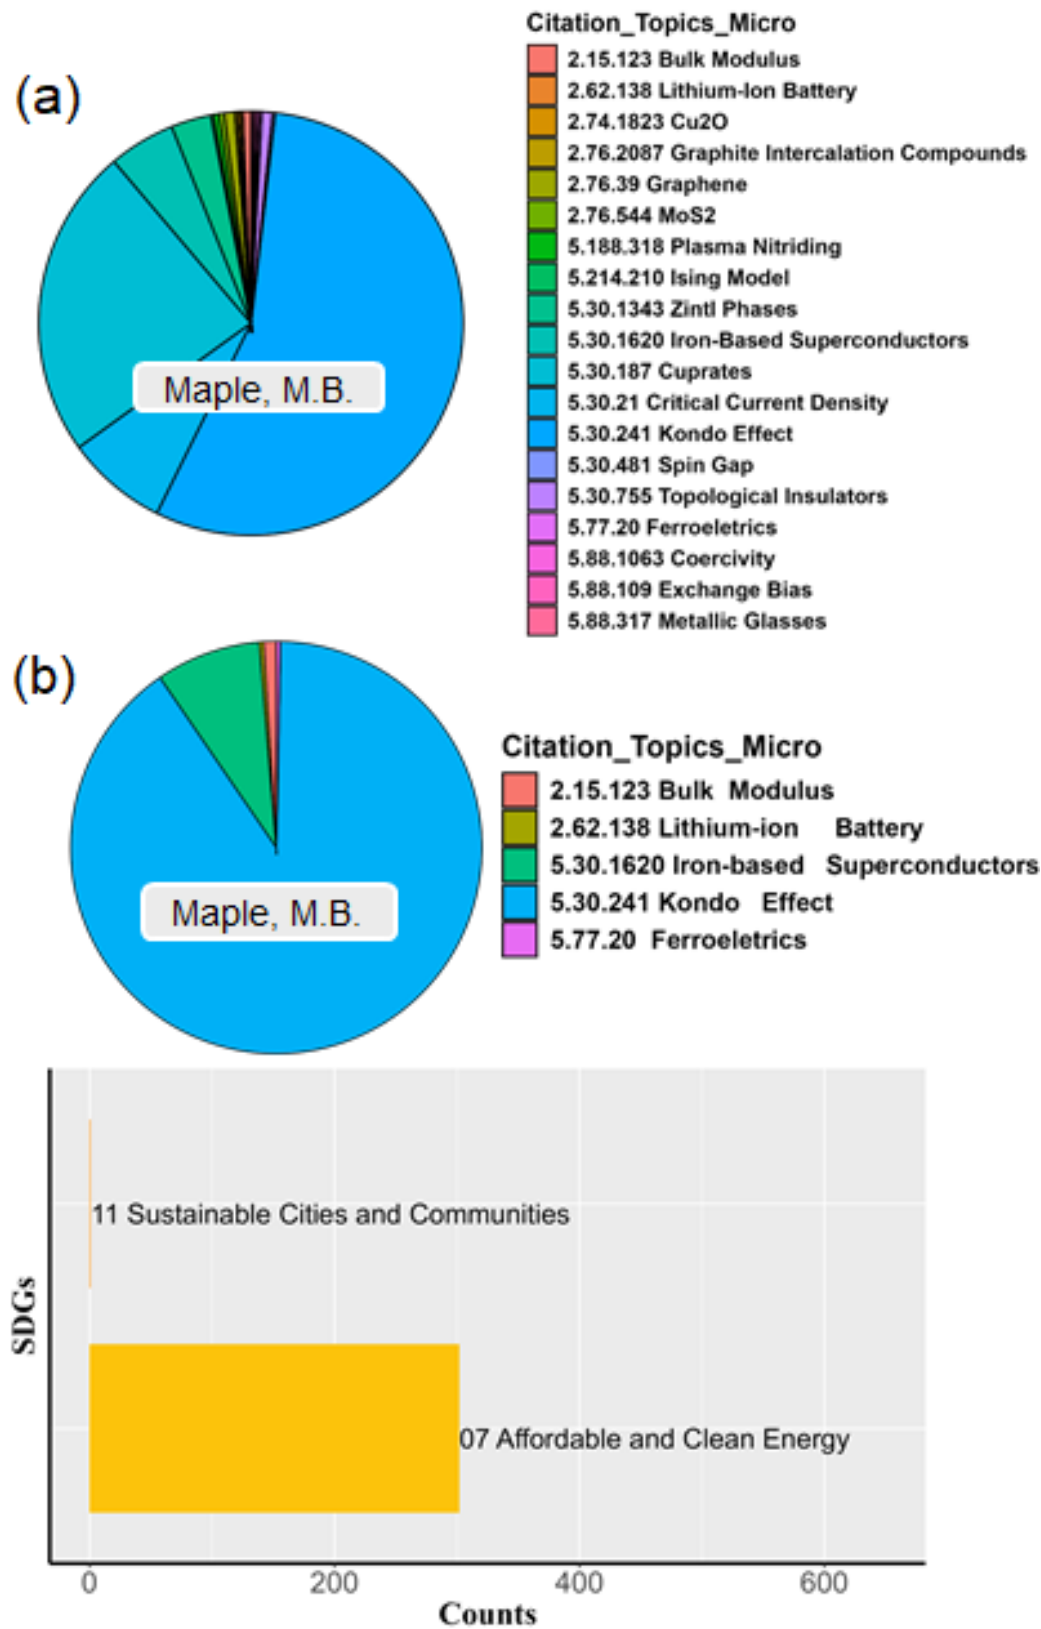 (a)
Maple, M.B.
Citation_Topics_Micro
2.15.123 Bulk Modulus
2.62.138 Lithium-Ion Battery
2.74.1823 Cu2O
2.76.2087 Graphite Intercalation Compounds
2.76.39 Graphene
2.76.544 MoS2
5.188.318 Plasma Nitriding
5.214.210 Ising Model
5.30.1343 Zintl Phases
5.30.1620 Iron-Based Superconductors
5.30.187 Cuprates
5.30.21 Critical Current Density
5.30.241 Kondo Effect
5.30.481 Spin Gap
5.30.755 Topological Insulators
5.77.20 Ferroeletrics
5.88.1063 Coercivity
5.88.109 Exchange Bias
5.88.317 Metallic Glasses
(b)
Maple, M.B.
Citation_Topics_Micro
2.15.123 Bulk Modulus
2.62.138 Lithium-ion Battery
5.30.1620 Iron-based Superconductors
5.30.241 Kondo Effect
5.77.20 Ferroeletrics
SDGs
11 Sustainable Cities and Communities
07 Affordable and Clean Energy
0 200 400 600
Counts